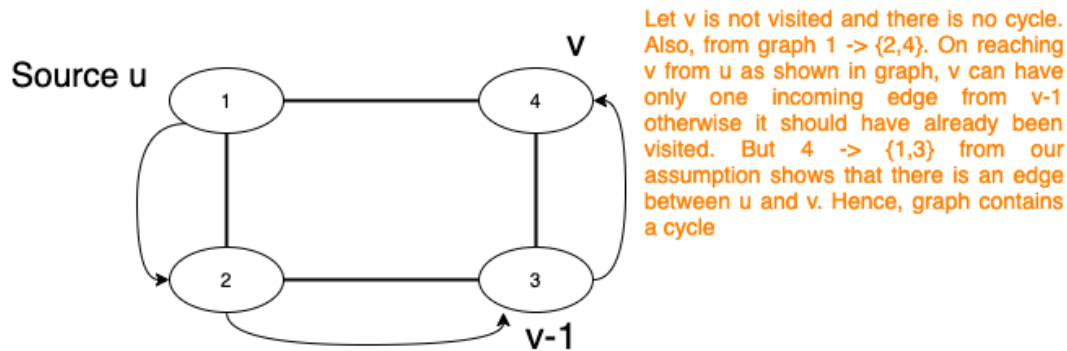 Source u
v
1
4
2
3
v-1
Let v is not visited and there is no cycle.
Also, from graph 1 -> {2,4}. On reaching
v from u as shown in graph, v can have
only one incoming edge from v-1
otherwise it should have already been
visited. But 4 -> {1,3} from our
assumption shows that there is an edge
between u and v. Hence, graph contains
a cycle